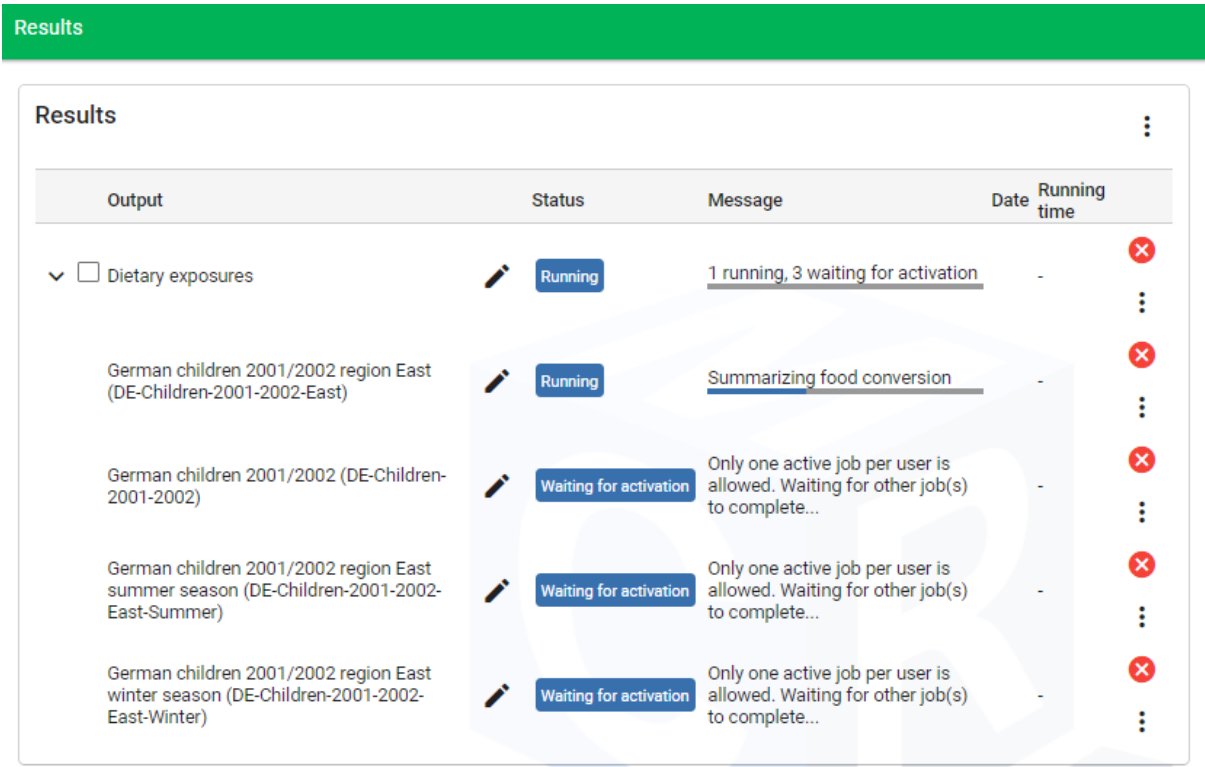 Results
Results
Output Status Message Date Running time
Dietary exposures Running 1 running, 3 waiting for activation -
German children 2001/2002 region East
(DE-Children-2001-2002-East)
Running
Summarizing food conversion
-
German children 2001/2002 (DE-Children-
2001-2002)
Waiting for activation
Only one active job per user is
allowed. Waiting for other job(s)
to complete...
-
German children 2001/2002 region East
summer season (DE-Children-2001-2002-
East-Summer)
Waiting for activation
Only one active job per user is
allowed. Waiting for other job(s)
to complete...
-
German children 2001/2002 region East
winter season (DE-Children-2001-2002-
East-Winter)
Waiting for activation
Only one active job per user is
allowed. Waiting for other job(s)
to complete...
-